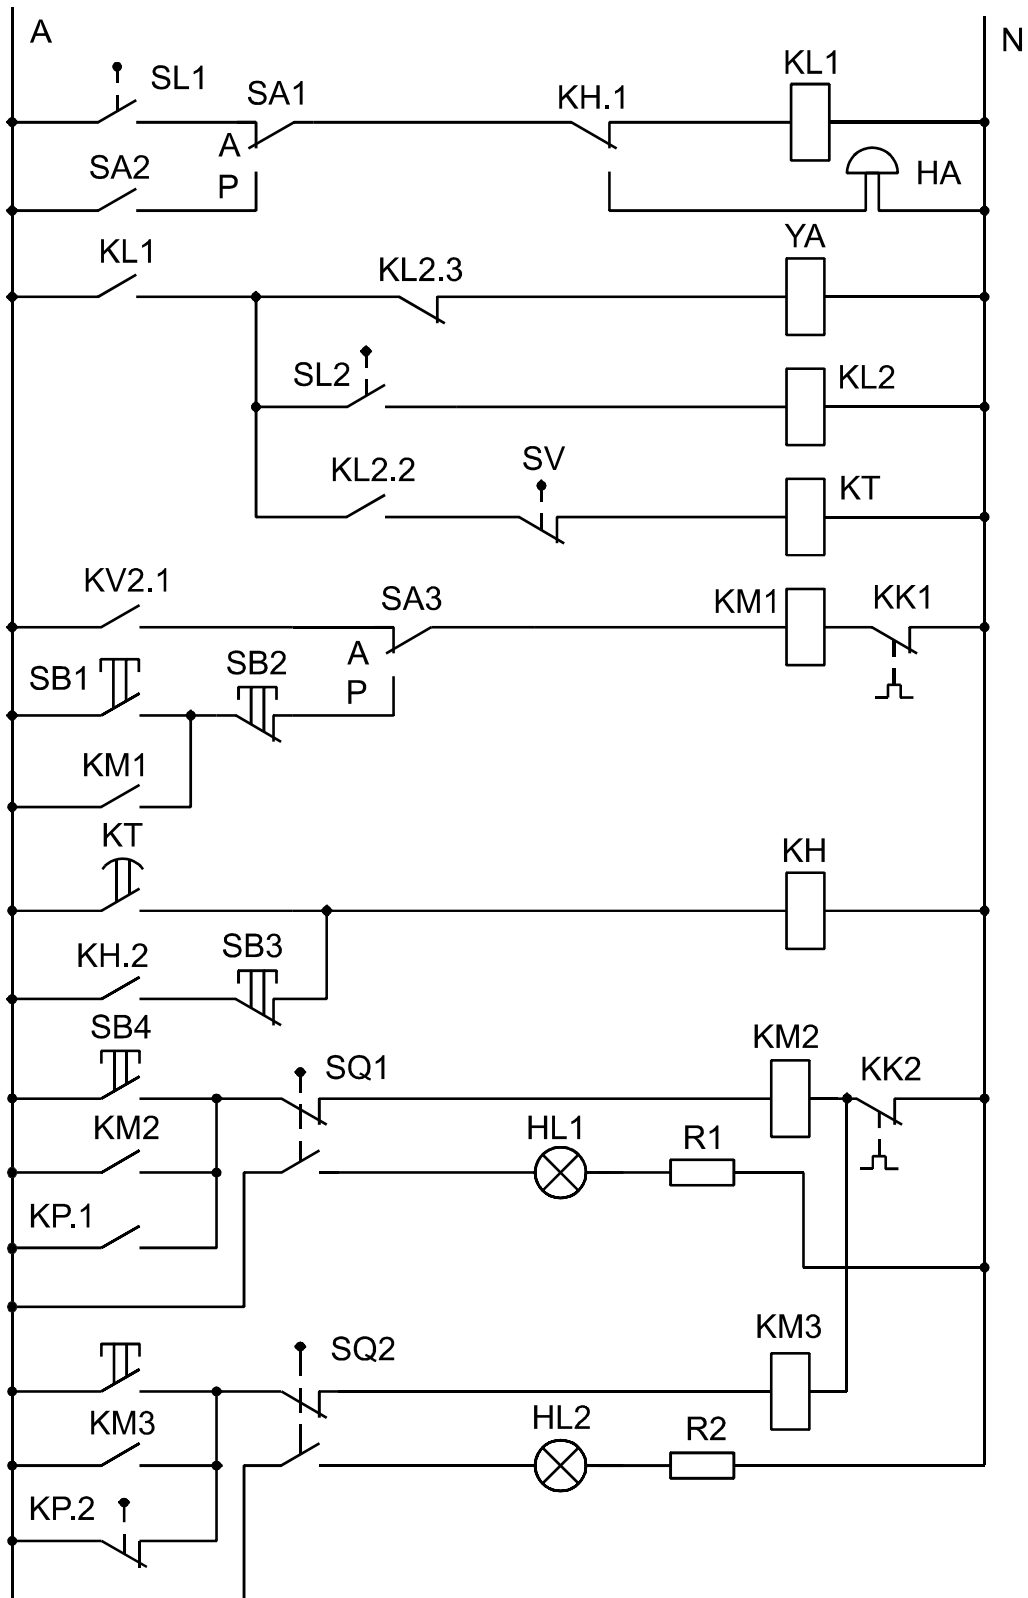 A
N
SL1 SA1 KH.1 KL1
A
SA2 P HA
KL1 KL2.3 YA
SL2 KL2
KL2.2 SV KT
KV2.1 SA3 KM1 KK1
A
SB1 SB2 P
KM1
KT KH
KH.2 SB3
SB4 SQ1 KM2 KK2
KM2 HL1 R1
KP.1
SQ2 KM3
KM3 HL2 R2
KP.2